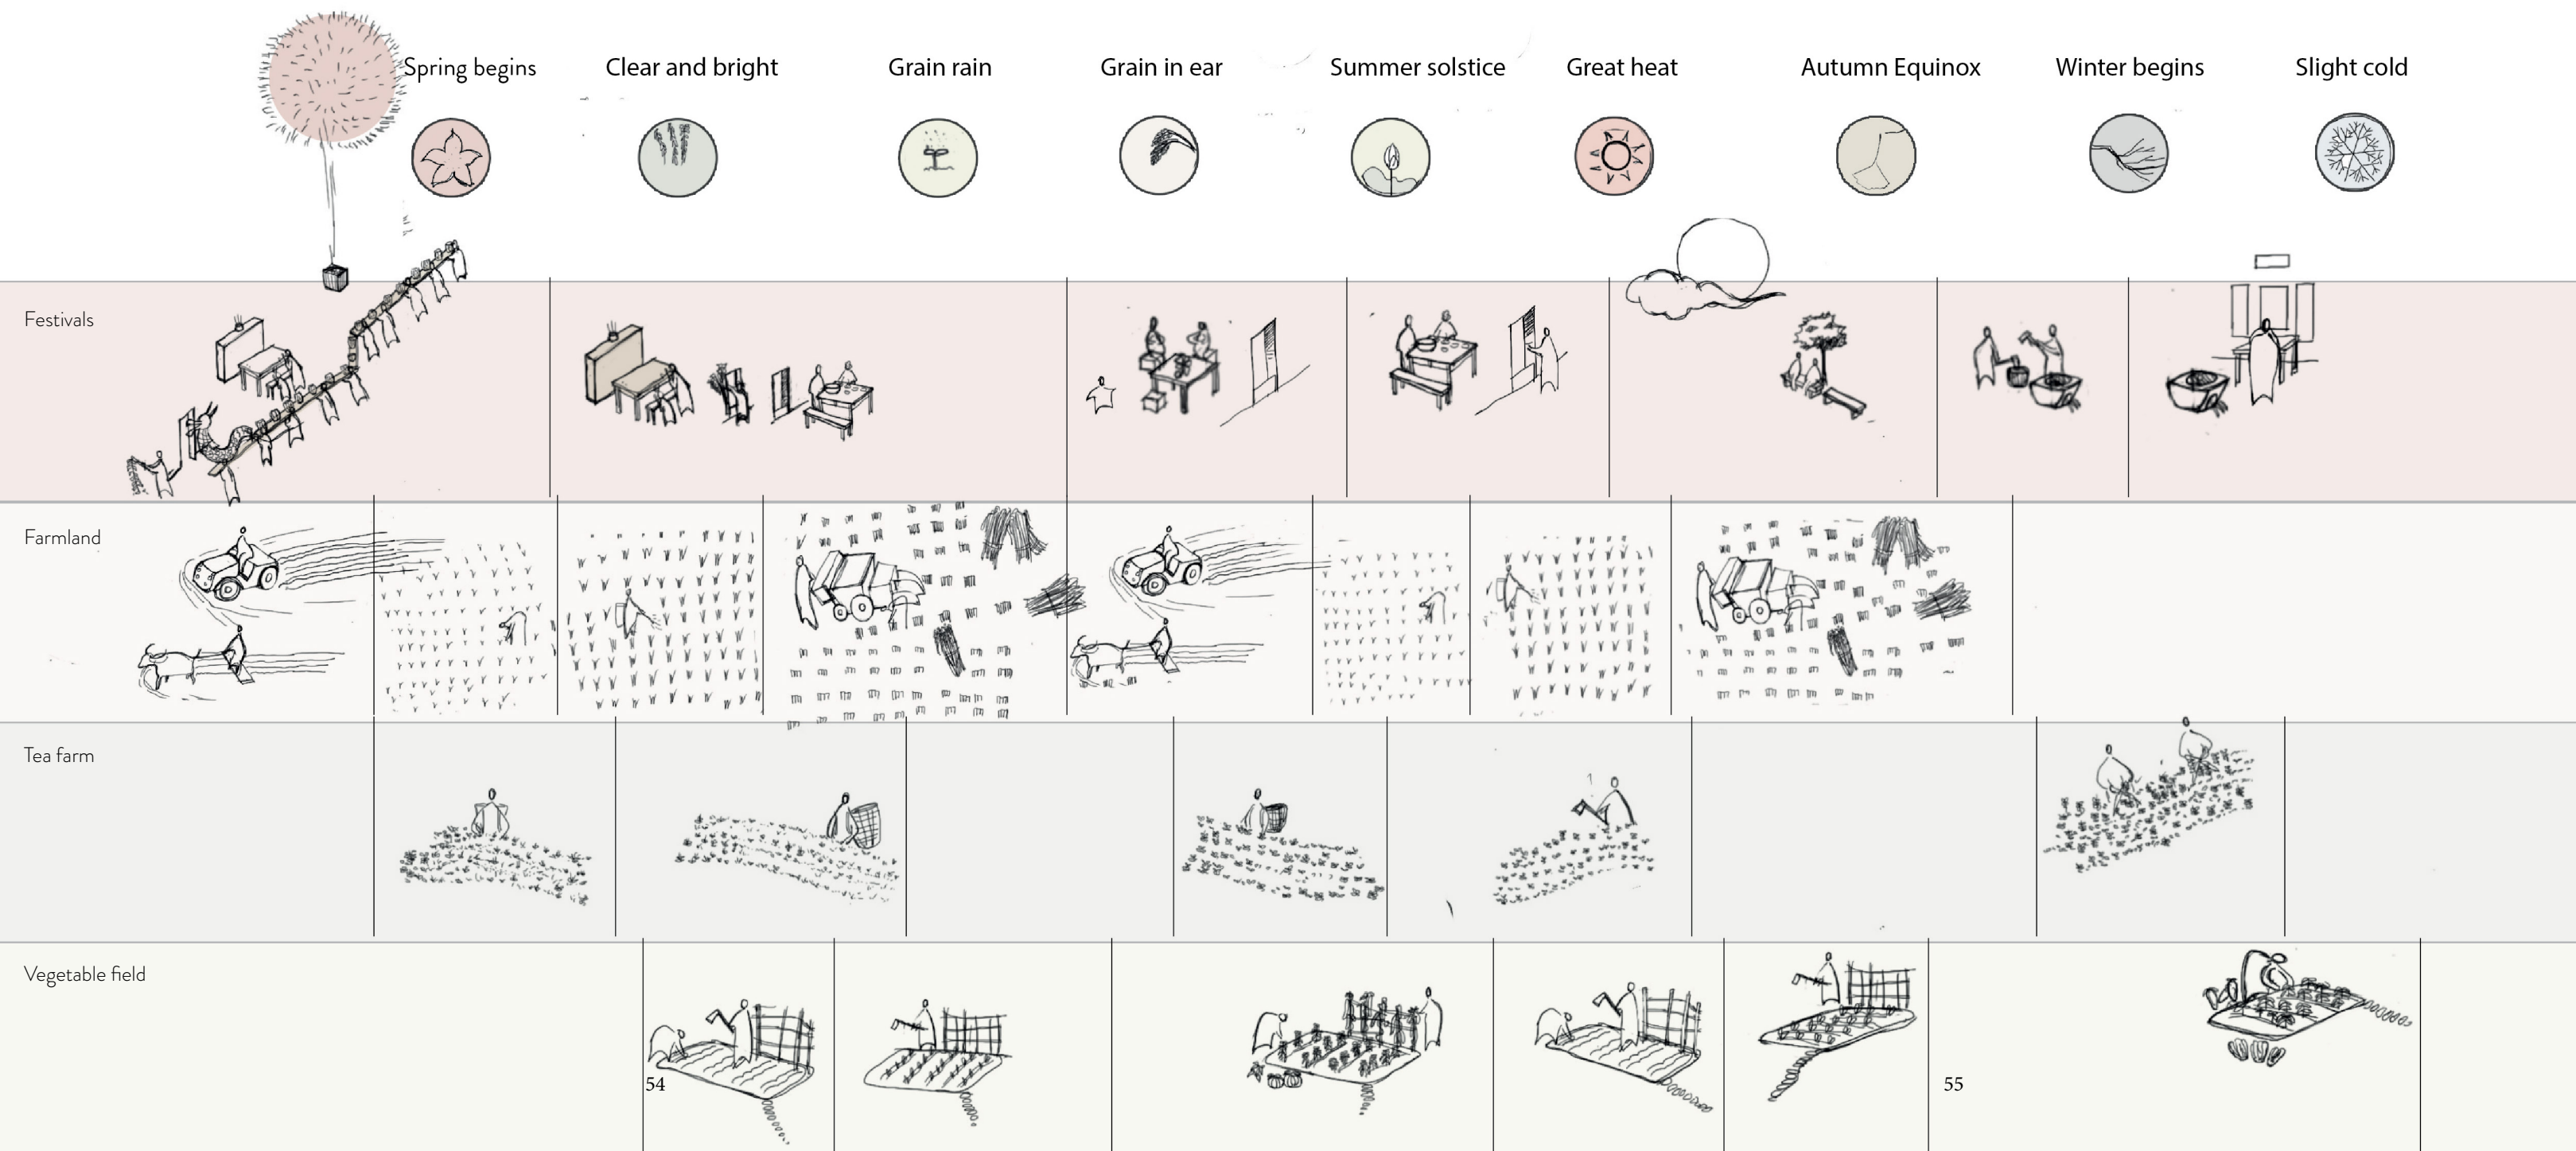 Spring begins
Clear and bright
Grain rain
Grain in ear
Summer solstice
Great heat
Autumn Equinox
Winter begins
Slight cold
Festivals
Farmland
Tea farm
Vegetable field
54
55